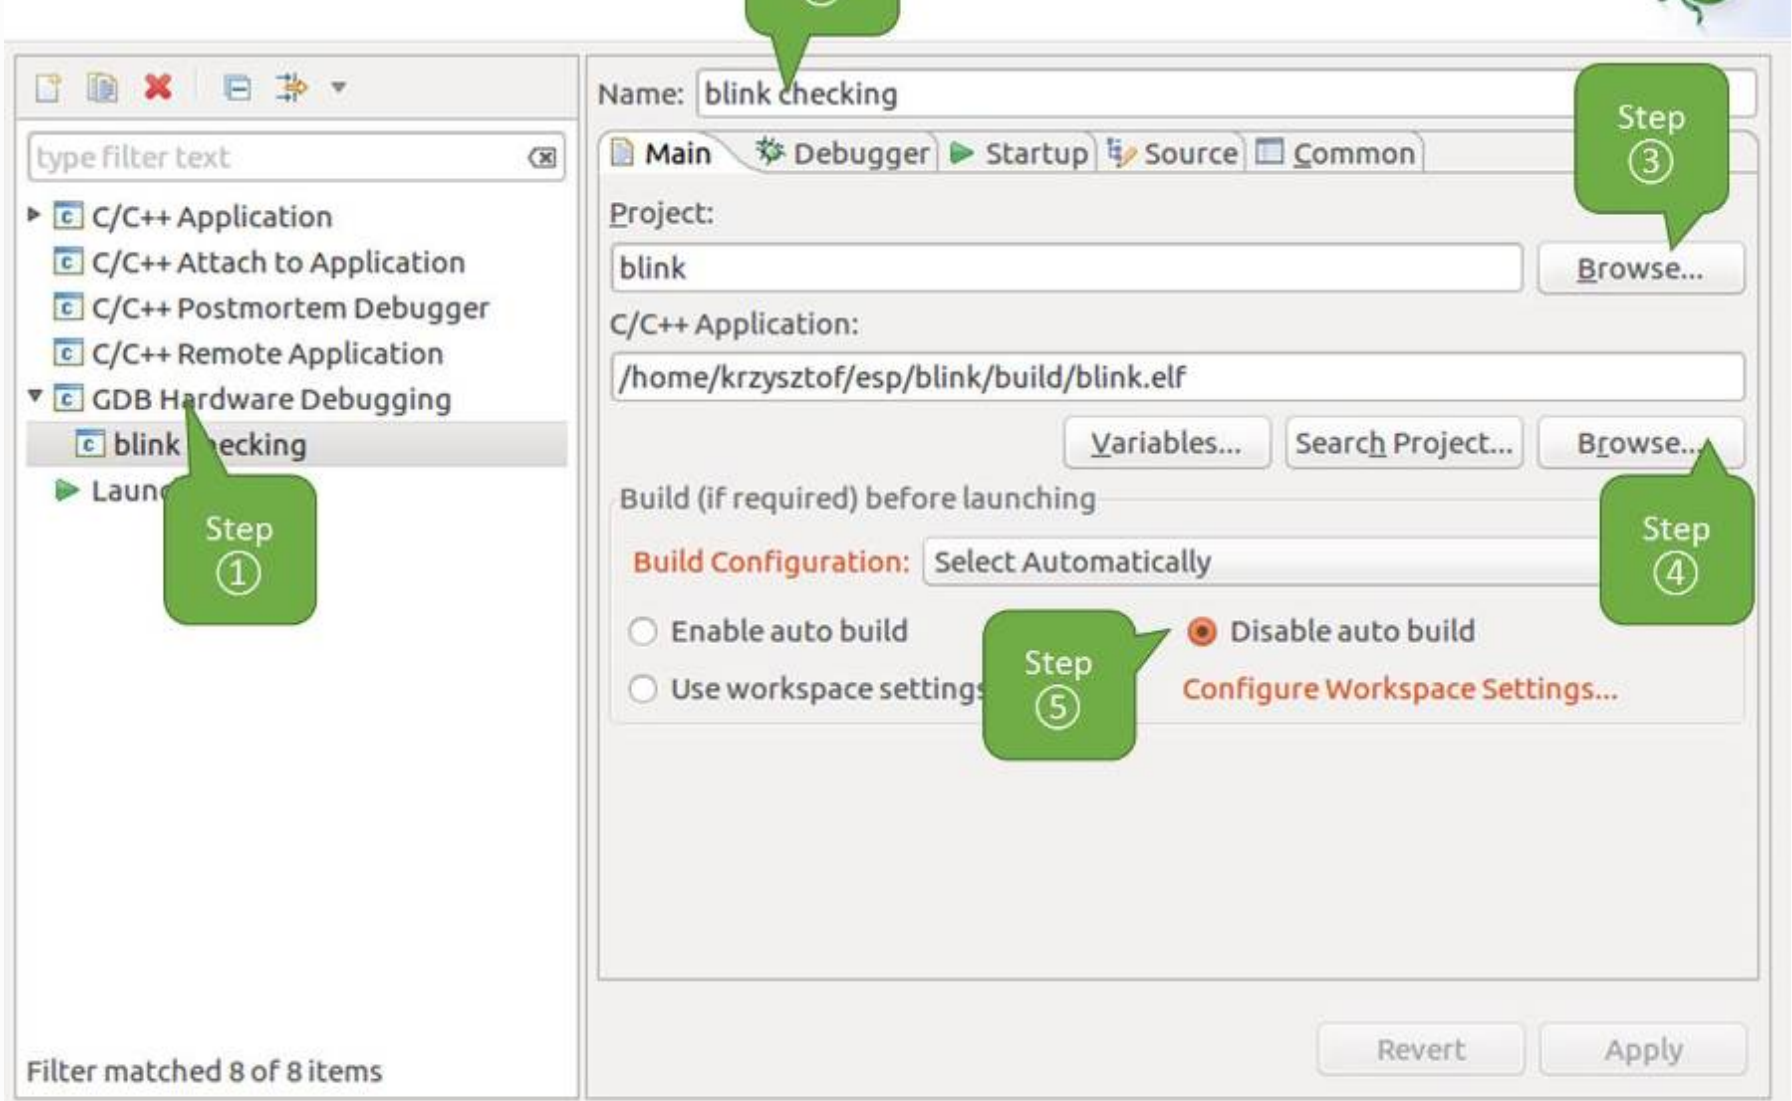 Name: blink checking
type filter text
Main Debugger Startup Source Common
Step
③
C/C++ Application
C/C++ Attach to Application
C/C++ Postmortem Debugger
C/C++ Remote Application
GDB Hardware Debugging
blink ecking
Laun
Step
①
Filter matched 8 of 8 items
Project:
blink
Browse...
C/C++ Application:
/home/krzysztof/esp/blink/build/blink.elf
Variables... Search Project... Browse...
Build (if required) before launching
Step
④
Build Configuration: Select Automatically
Enable auto build
Disable auto build
Step
⑤
Use workspace settings
Configure Workspace Settings...
Revert Apply